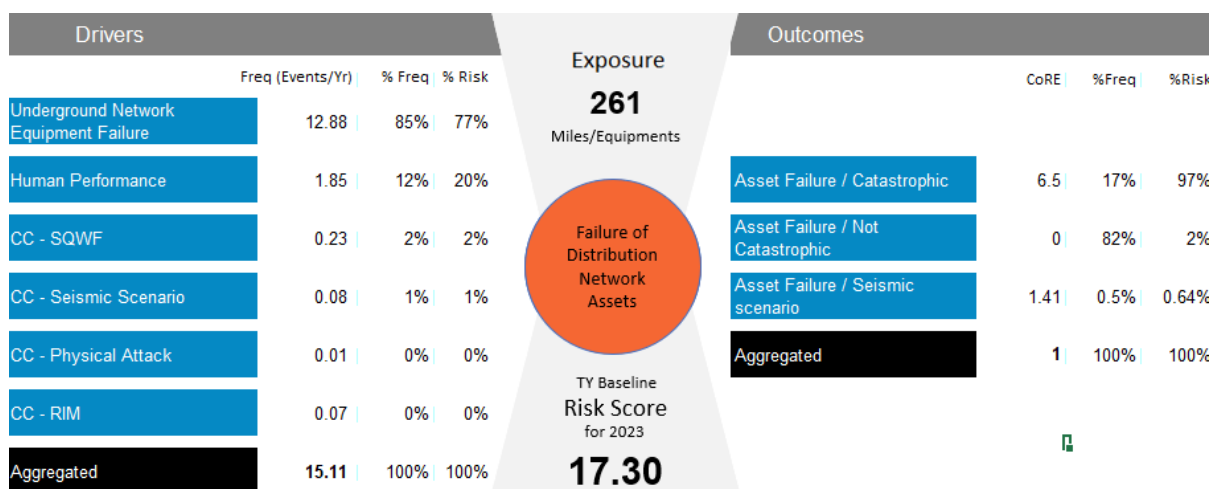 Drivers
Freq (Events/Yr) % Freq % Risk
Underground Network
Equipment Failure 12.88 85% 77%
Human Performance 1.85 12% 20%
CC - SQWF 0.23 2% 2%
CC - Seismic Scenario 0.08 1% 1%
CC - Physical Attack 0.01 0% 0%
CC - RIM 0.07 0% 0%
Aggregated 15.11 100% 100%
Exposure
261
Miles/Equipments
Failure of
Distribution
Network
Assets
TY Baseline
Risk Score
for 2023
17.30
Outcomes
CoRE %Freq %Risk
Asset Failure / Catastrophic 6.5 17% 97%
Asset Failure / Not
Catastrophic 0 82% 2%
Asset Failure / Seismic
scenario 1.41 0.5% 0.64%
Aggregated 1 100% 100%